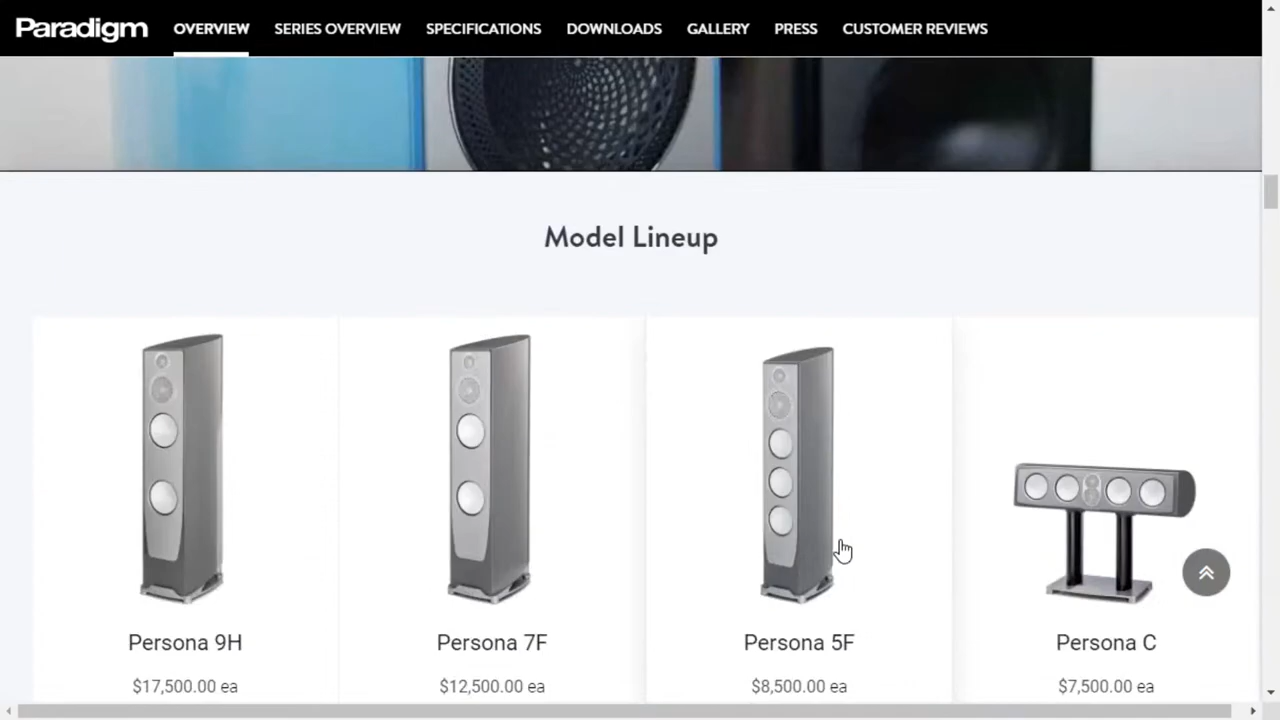 Paradigm OVERVIEW SERIES OVERVIEW SPECIFICATIONS DOWNLOADS GALLERY PRESS CUSTOMER REVIEWS
Model Lineup
Persona 9H Persona 7F Persona 5F Persona C
$17,500.00 ea $12,500.00 ea $8,500.00 ea $7,500.00 ea